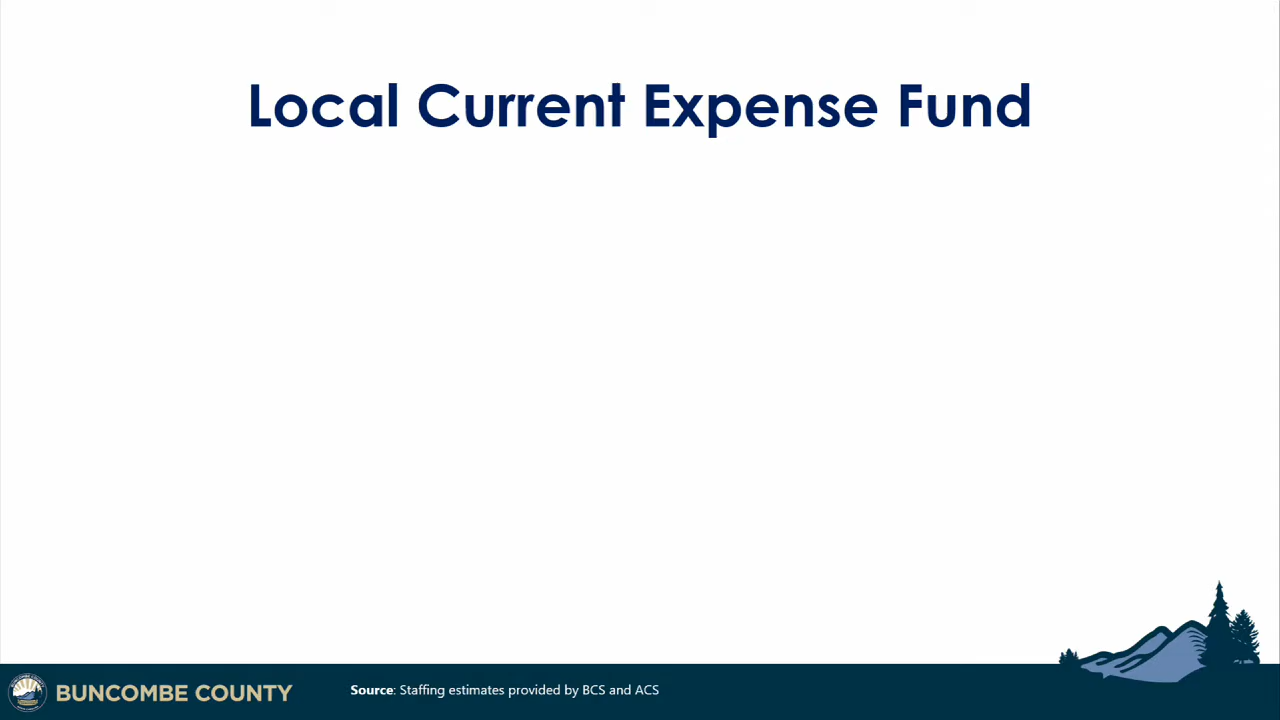 Local Current Expense Fund
BUNCOMBE COUNTY
Source: Staffing estimates provided by BCS and ACS